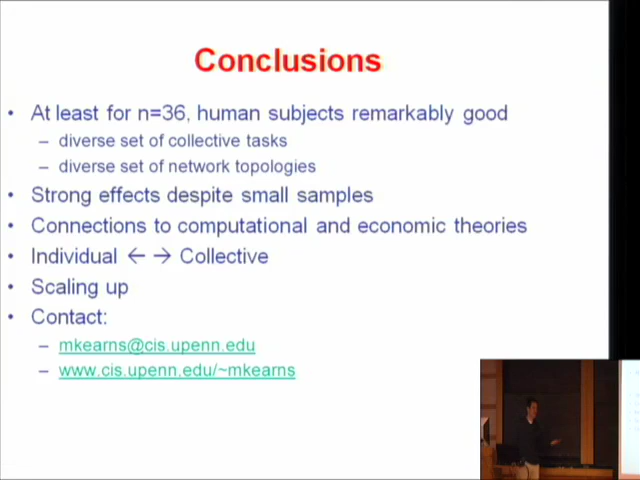 Conclusions
• At least for n=36, human subjects remarkably good
– diverse set of collective tasks
– diverse set of network topologies
• Strong effects despite small samples
• Connections to computational and economic theories
• Individual ← → Collective
• Scaling up
• Contact:
– mkearns@cis.upenn.edu
– www.cis.upenn.edu/~mkearns